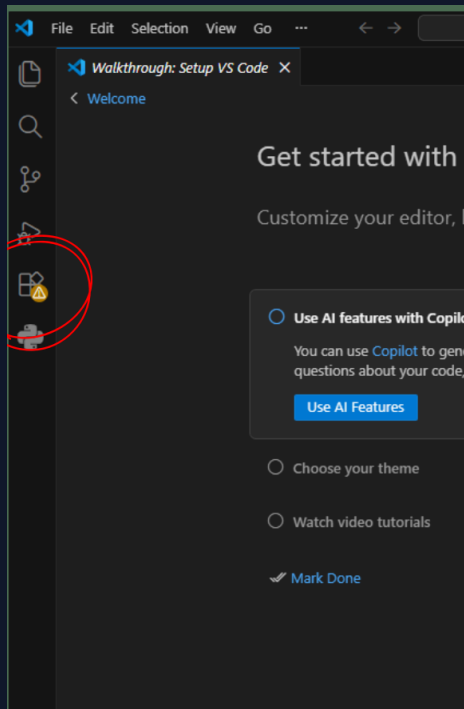 File Edit Selection View Go ···
Walkthrough: Setup VS Code
Welcome
Get started with
Customize your editor,
Use AI features with Copilo
You can use Copilot to gene
questions about your code,
Use AI Features
Choose your theme
Watch video tutorials
Mark Done